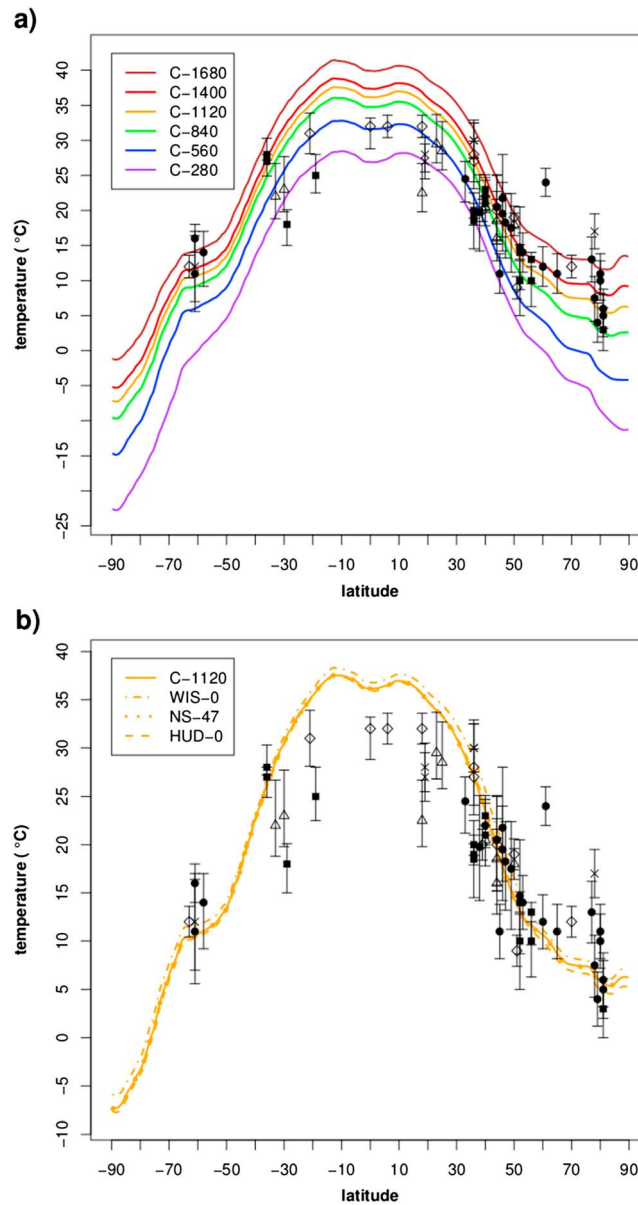 a)
C-1680
C-1400
C-1120
C-840
C-560
C-280
temperature ( °C)
40
35
30
25
20
15
10
5
0
−5
−15
−25
−90 −70 −50 −30 −10 10 30 50 70 90
latitude
b)
C-1120
WIS-0
NS-47
HUD-0
temperature ( °C)
40
35
30
25
20
15
10
5
0
−5
−10
−90 −70 −50 −30 −10 10 30 50 70 90
latitude